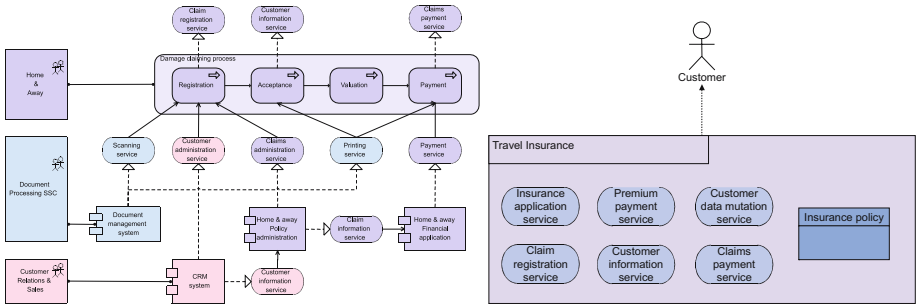 Claim
registration
service
Customer
information
service
Claims
payment
service
Damage claiming process
Home
&
Away
Registration
Acceptance
Valuation
Payment
Scanning
service
Customer
administration
service
Claims
administration
service
Printing
service
Payment
service
Document
Processing SSC
Document
management
system
Home & away
Policy
administration
Claim
information
service
Home & away
Financial
application
Customer
Relations &
Sales
CRM
system
Customer
information
service
Customer
Travel Insurance
Insurance
application
service
Premium
payment
service
Customer
data mutation
service
Insurance policy
Claim
registration
service
Customer
information
service
Claims
payment
service